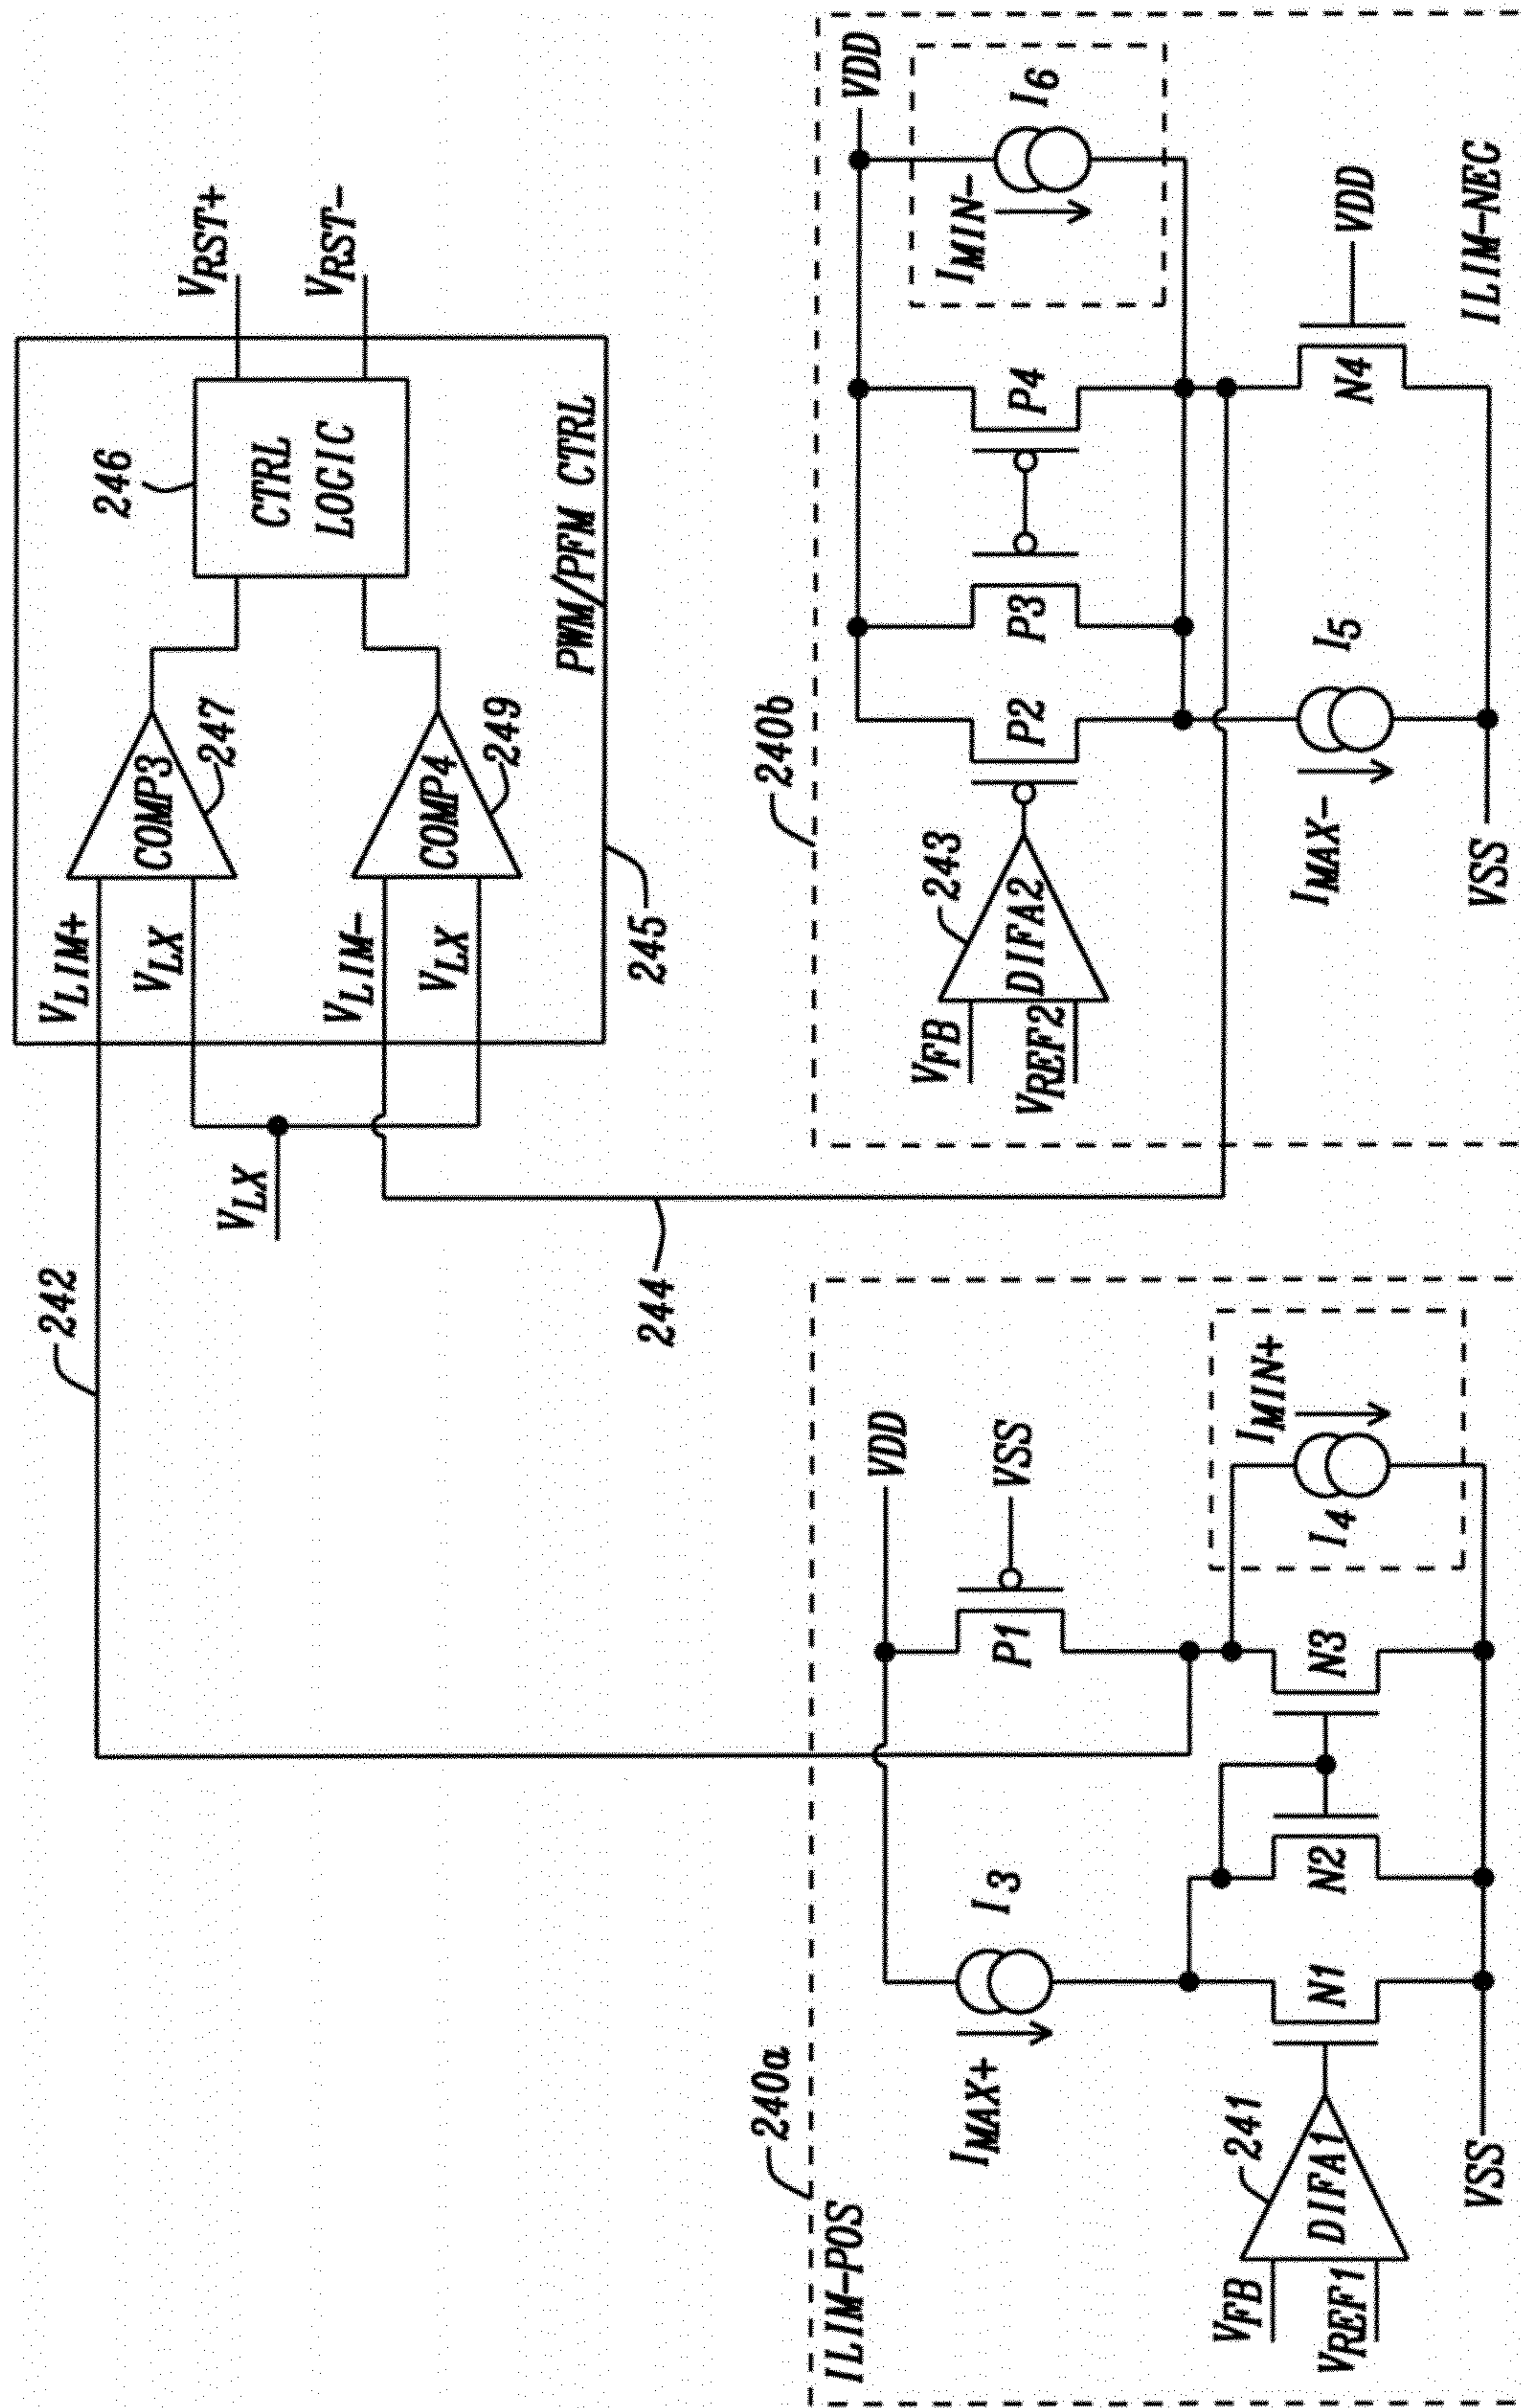 242
VLIM+
VLX
VLX
VLIM-
VLX
COMP3
247
COMP4
249
246
CTRL
LOGIC
VRST+
VRST-
PWM/PFM CTRL
245
244
240a
ILIM-POS
IMAX+
I3
VDD
P1
VSS
VFB
VREF1
241
DIFA1
N1
N2
N3
IMIN+
I4
VSS
240b
VDD
VFB
VREF2
243
DIFA2
P2
P3
P4
IMIN-
I6
IMAX-
I5
N4
VDD
VSS
ILIM-NEG